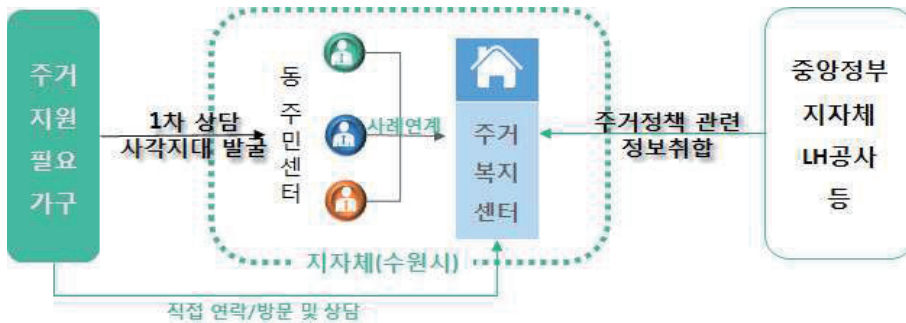 주거
지원
필요
가구
1차 상담
사각지대 발굴
동
주
민
센
터
사례연계
주거
복지
센터
주거정책 관련
정보취합
중앙정부
지자체
LH공사
등
지자체(수원시)
직접 연락/방문 및 상담